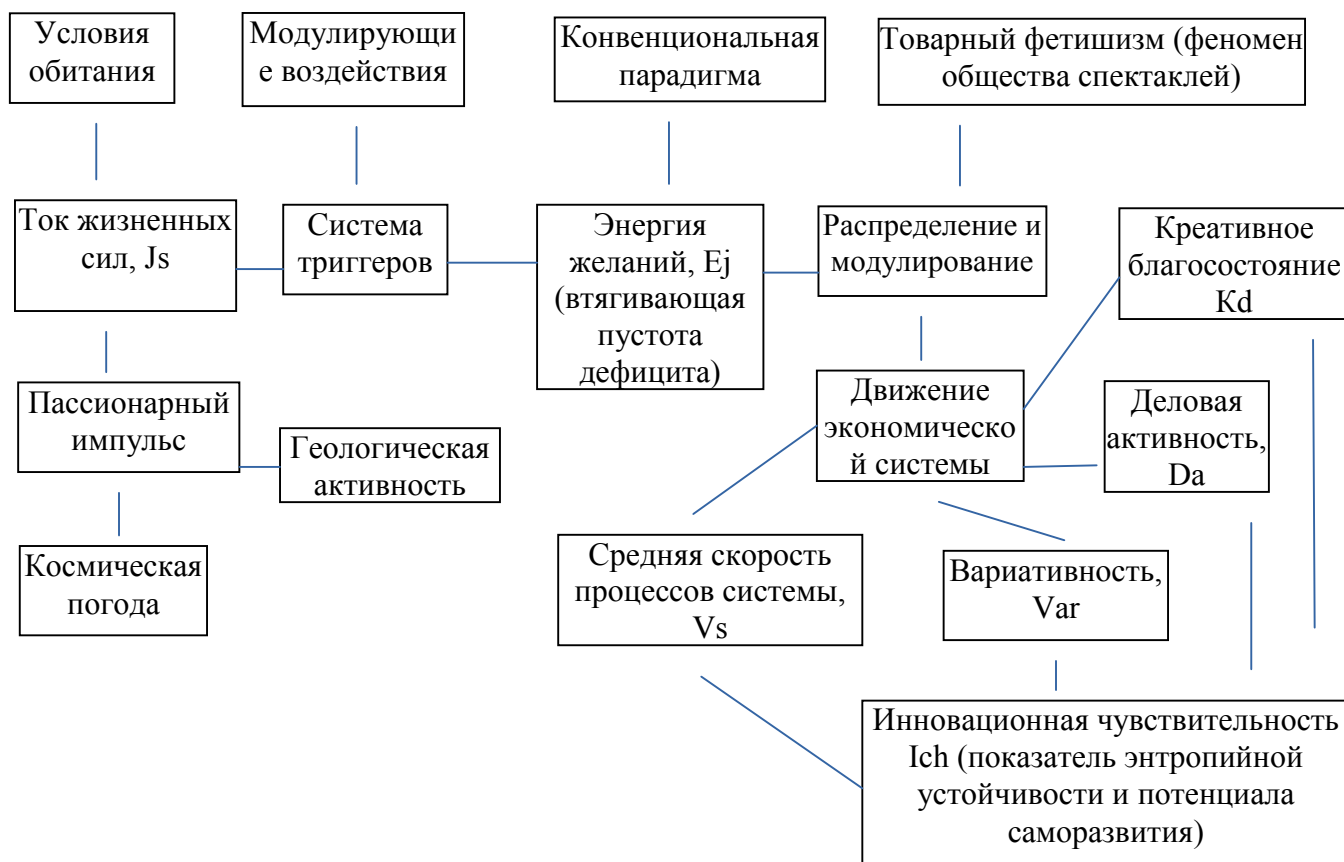 Условия
обитания
Модулирующи
е воздействия
Конвенциональная
парадигма
Товарный фетишизм (феномен
общества спектаклей)
Ток жизненных
сил, Js
Система
триггеров
Энергия
желаний, Ej
(втягивающая
пустота
дефицита)
Распределение и
модулирование
Креативное
благосостояние
Kd
Пассионарный
импульс
Геологическая
активность
Движение
экономическо
й системы
Деловая
активность,
Da
Космическая
погода
Средняя скорость
процессов системы,
Vs
Вариативность,
Var
Инновационная чувствительность
Ich (показатель энтропийной
устойчивости и потенциала
саморазвития)